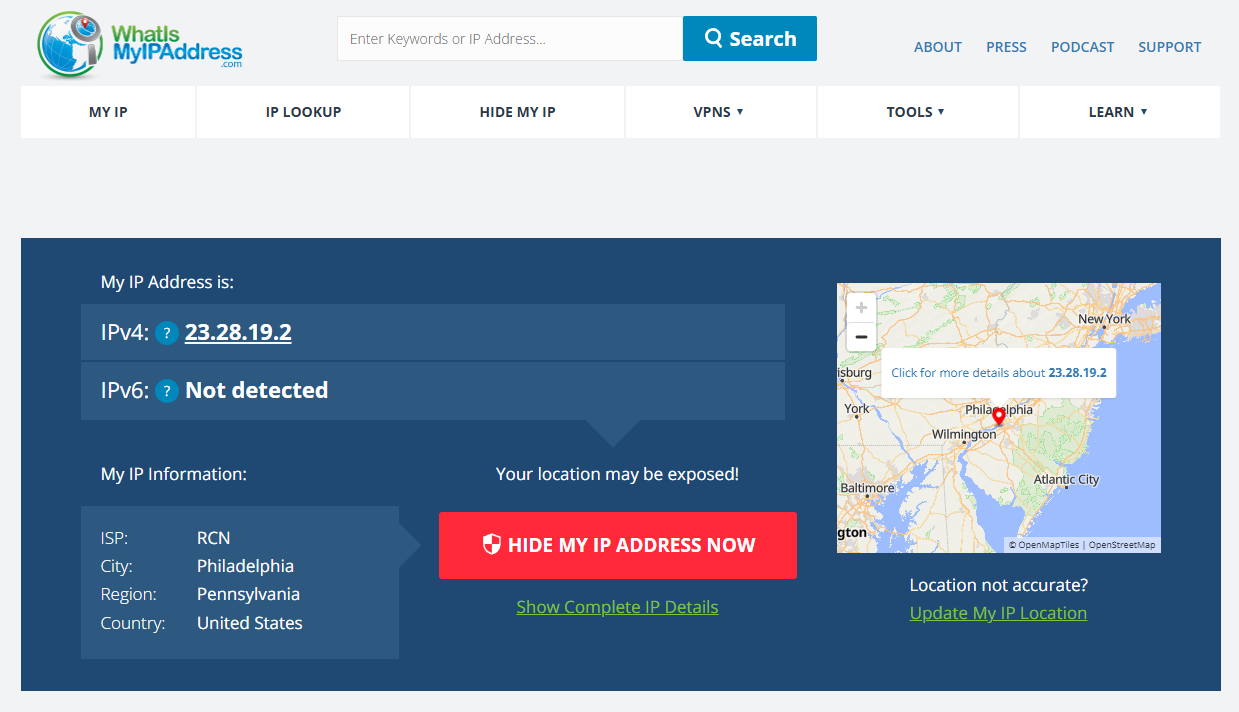 WhatIs
MyIPAddress
.com
Enter Keywords or IP Address...
Search
ABOUT PRESS PODCAST SUPPORT
MY IP IP LOOKUP HIDE MY IP VPNS ▼ TOOLS ▼ LEARN ▼
My IP Address is:
IPv4: ? 23.28.19.2
IPv6: ? Not detected
My IP Information:
ISP: RCN
City: Philadelphia
Region: Pennsylvania
Country: United States
Your location may be exposed!
HIDE MY IP ADDRESS NOW
Show Complete IP Details
+
−
New York
isburg
Click for more details about 23.28.19.2
York
Philadelphia
Wilmington
Atlantic City
Baltimore
gton
© OpenMapTiles | OpenStreetMap
Location not accurate?
Update My IP Location